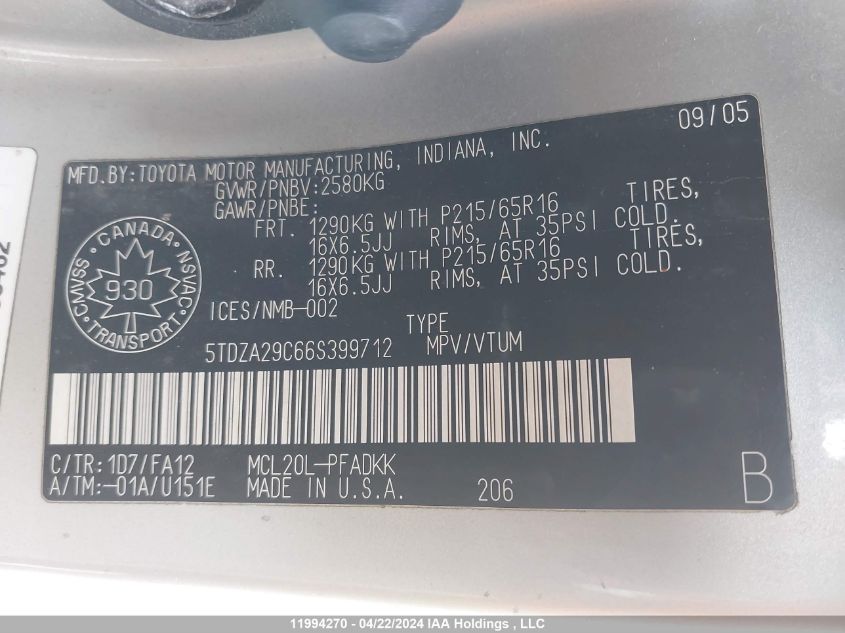 09/05
MFD.BY:TOYOTA MOTOR MANUFACTURING, INDIANA, INC.
GVWR/PNBV:2580KG
GAWR/PNBE:
FRT. 1290KG WITH P215/65R16 TIRES,
16X6.5JJ RIMS, AT 35PSI COLD.
RR. 1290KG WITH P215/65R16 TIRES,
16X6.5JJ RIMS, AT 35PSI COLD.
CANADA
CMVSS 930 NSVAC
TRANSPORT
ICES/NMB-002
TYPE
5TDZA29C66S399712 MPV/VTUM
C/TR:1D7/FA12 MCL20L-PFADKK
A/TM:-01A/U151E MADE IN U.S.A. 206 B
11994270 - 04/22/2024 IAA Holdings , LLC